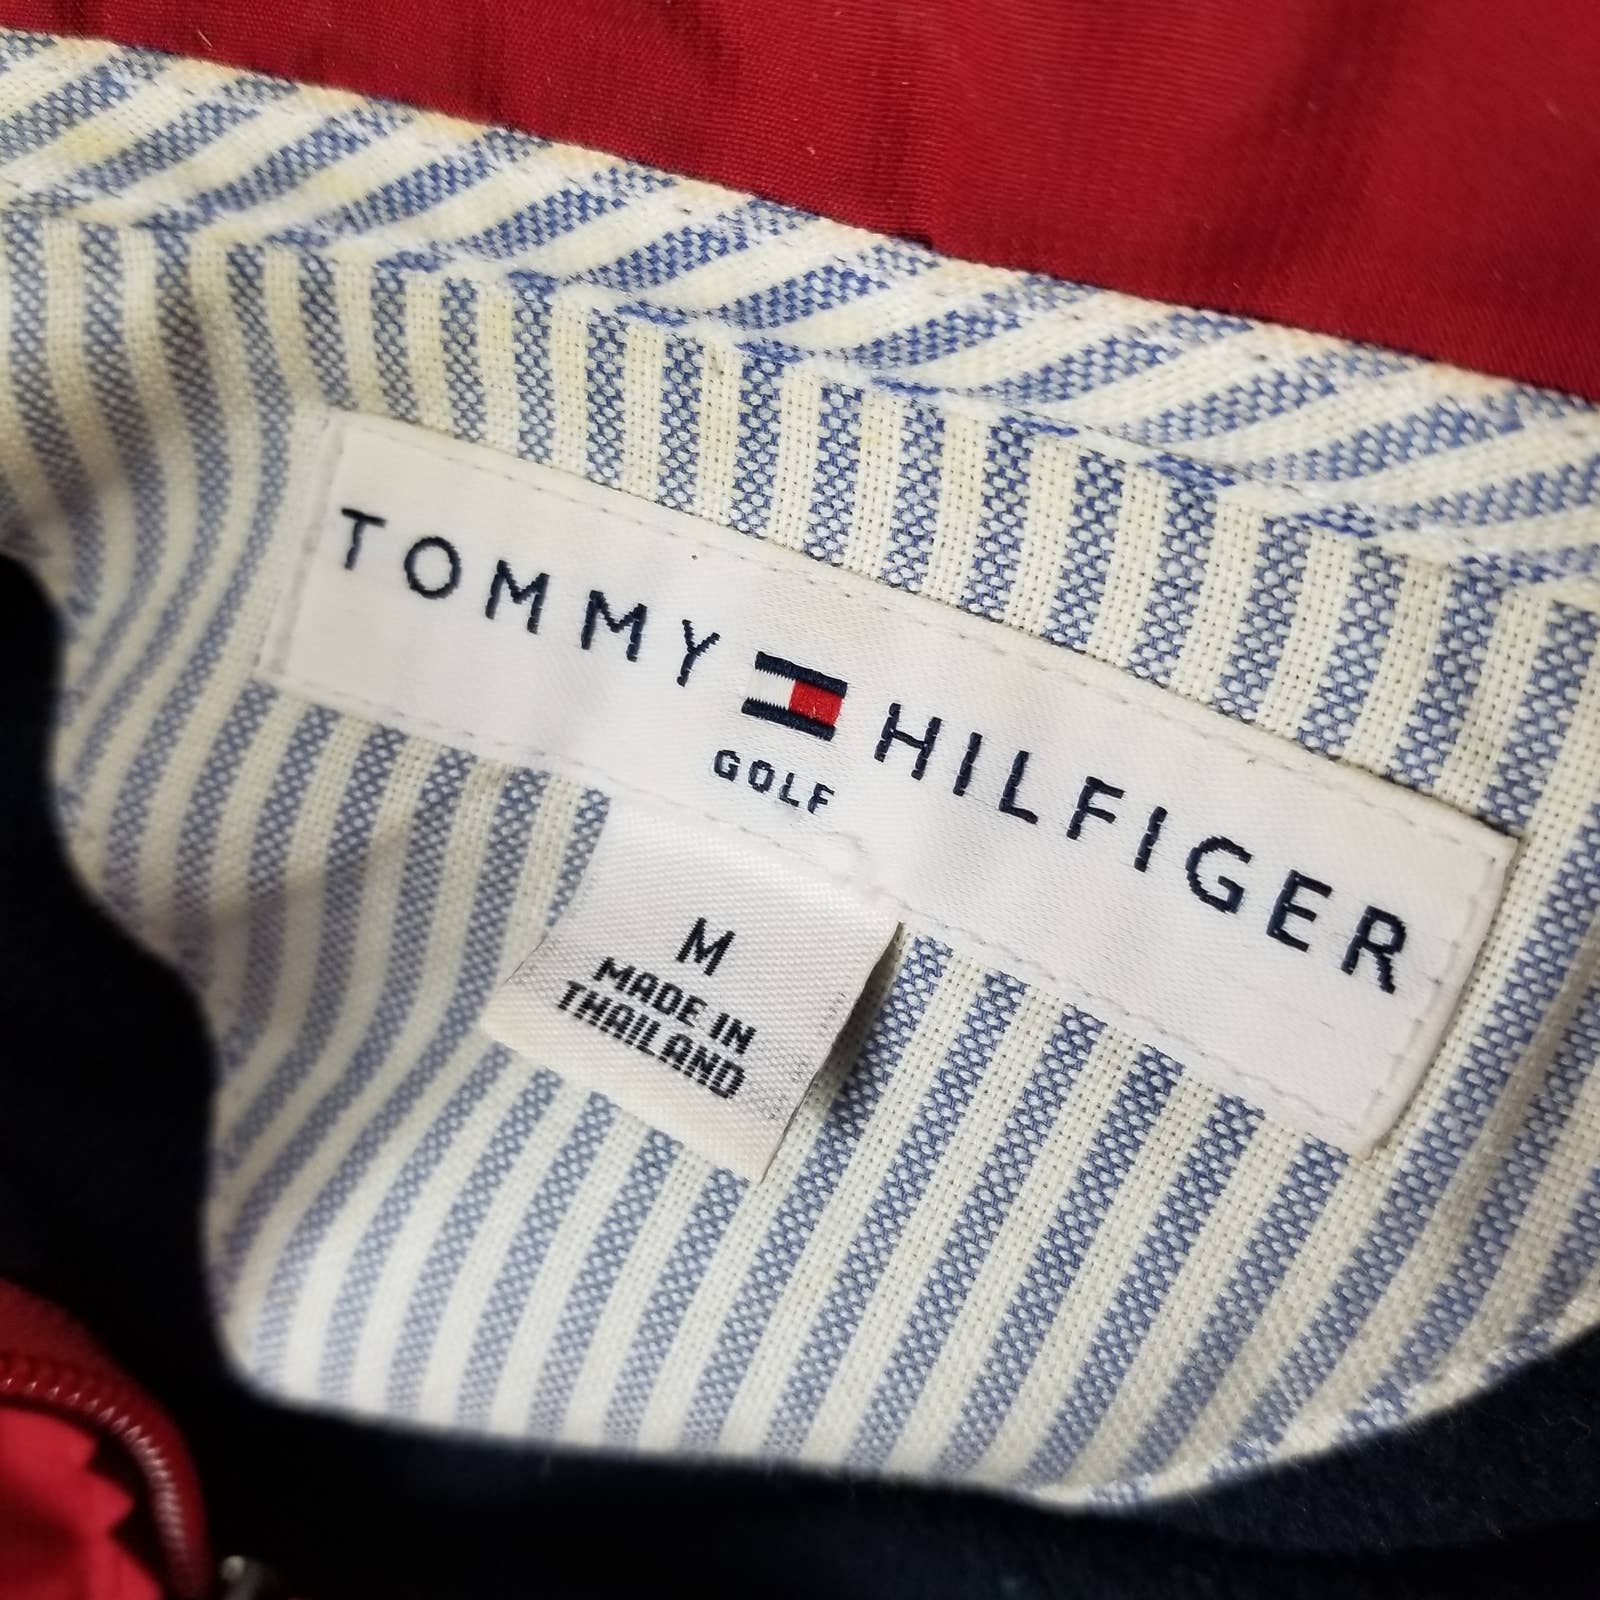 TOMMY HILFIGER
GOLF
M
MADE IN
THAILAND